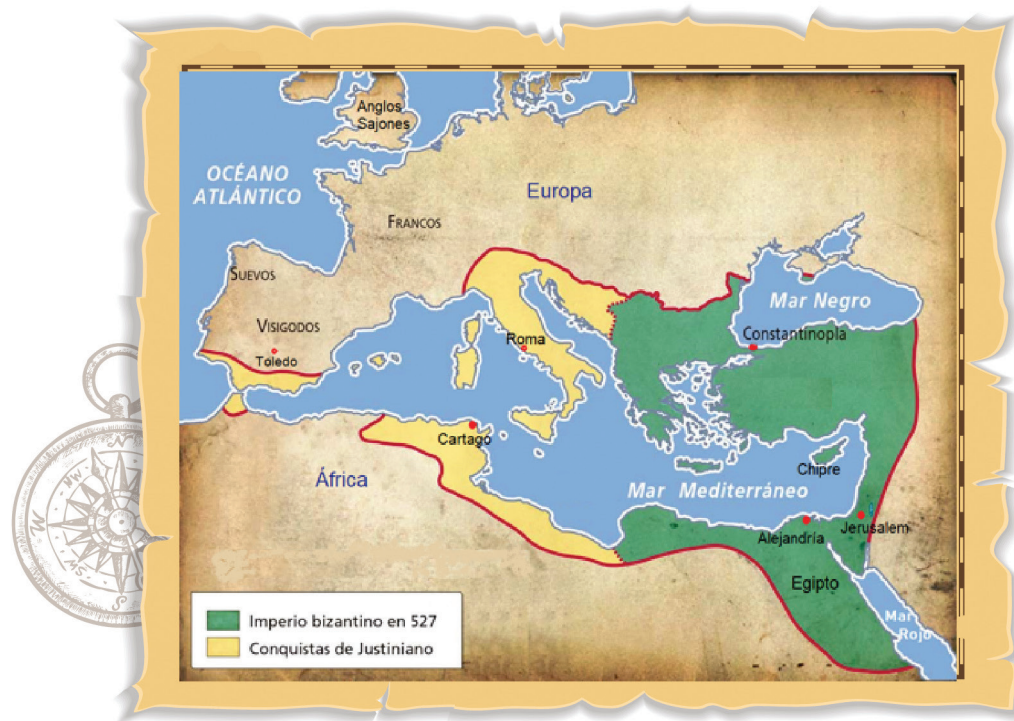 Anglos
Sajones
OCÉANO
ATLÁNTICO
Europa
FRANCOS
SUEVOS
Mar Negro
VISIGODOS
Constantinopla
Roma
Toledo
Cartago
Chipre
África
Mar Mediterráneo
Jerusalem
Alejandría
Egipto
Mar
Rojo
Imperio bizantino en 527
Conquistas de Justiniano